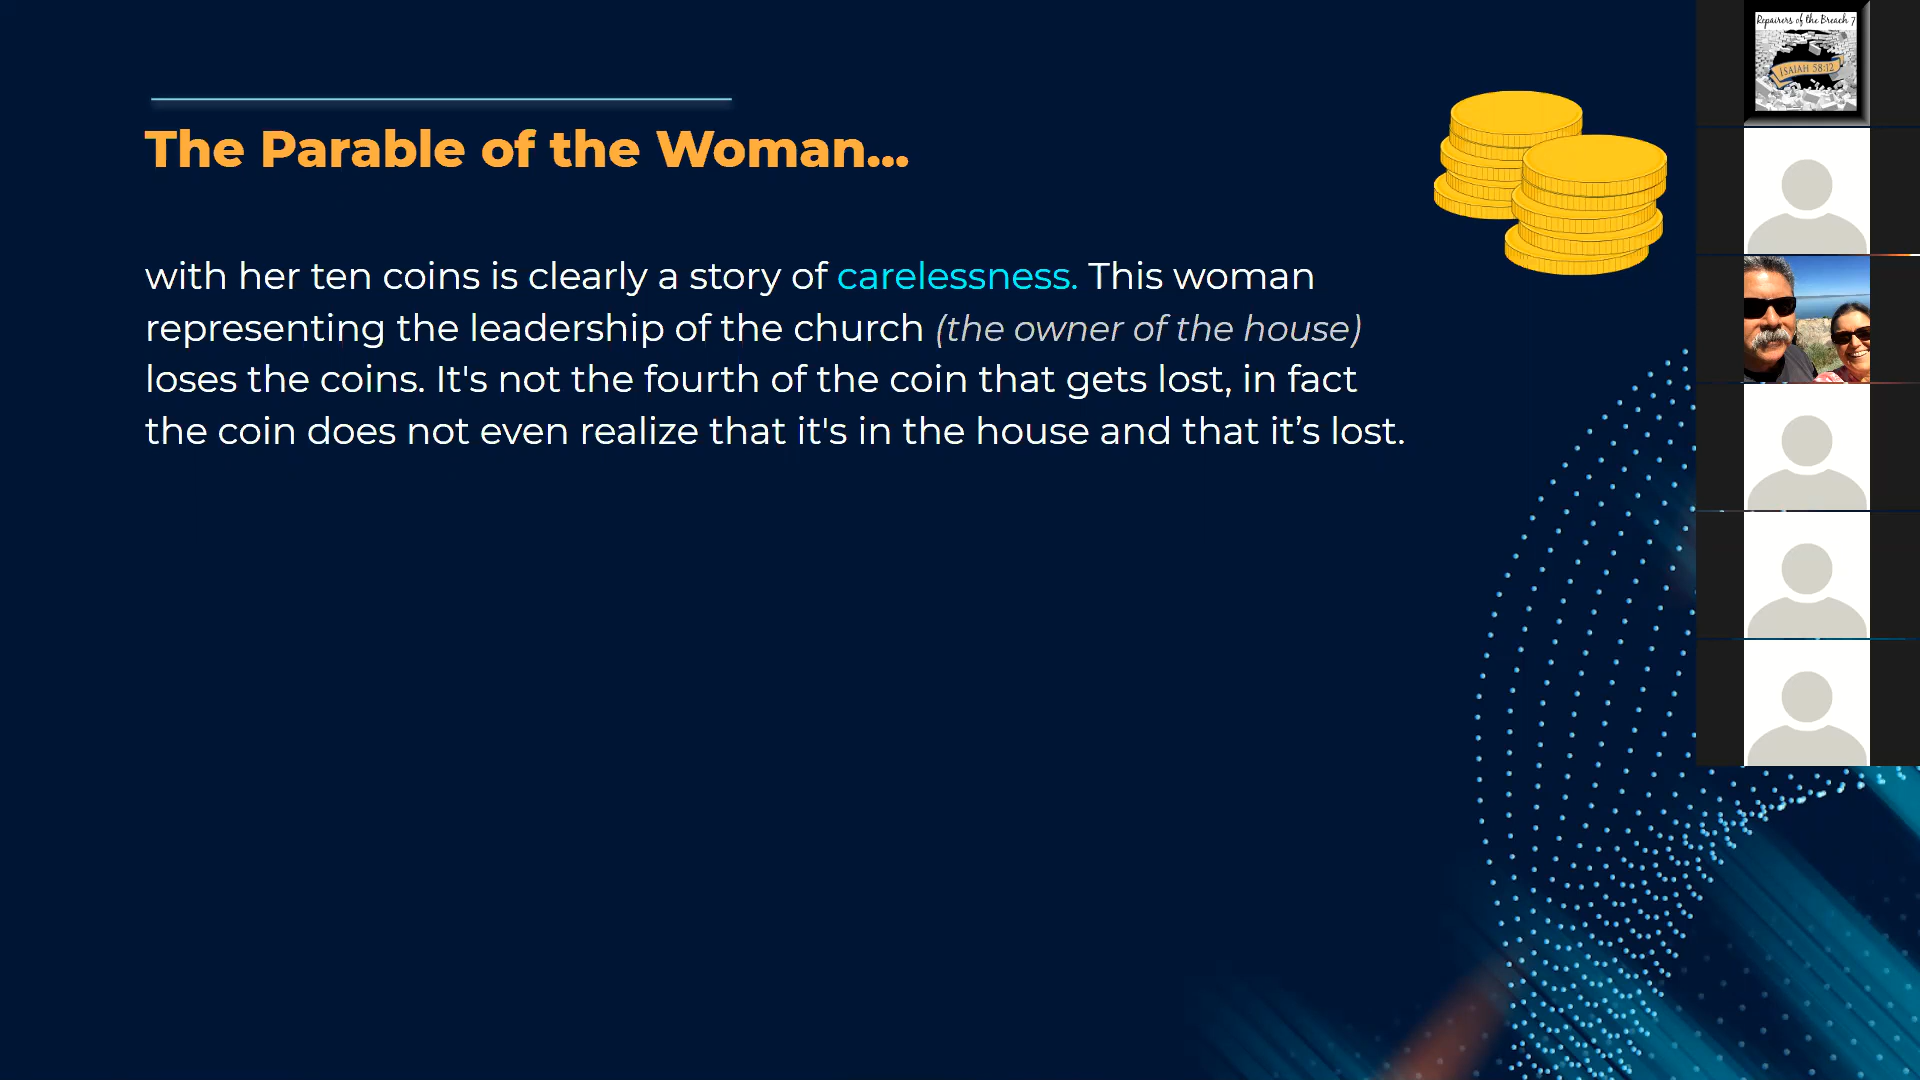 The Parable of the Woman...
with her ten coins is clearly a story of carelessness. This woman
representing the leadership of the church (the owner of the house)
loses the coins. It's not the fourth of the coin that gets lost, in fact
the coin does not even realize that it's in the house and that it’s lost.
Repairers of the Breach 7
ISAIAH 58:12